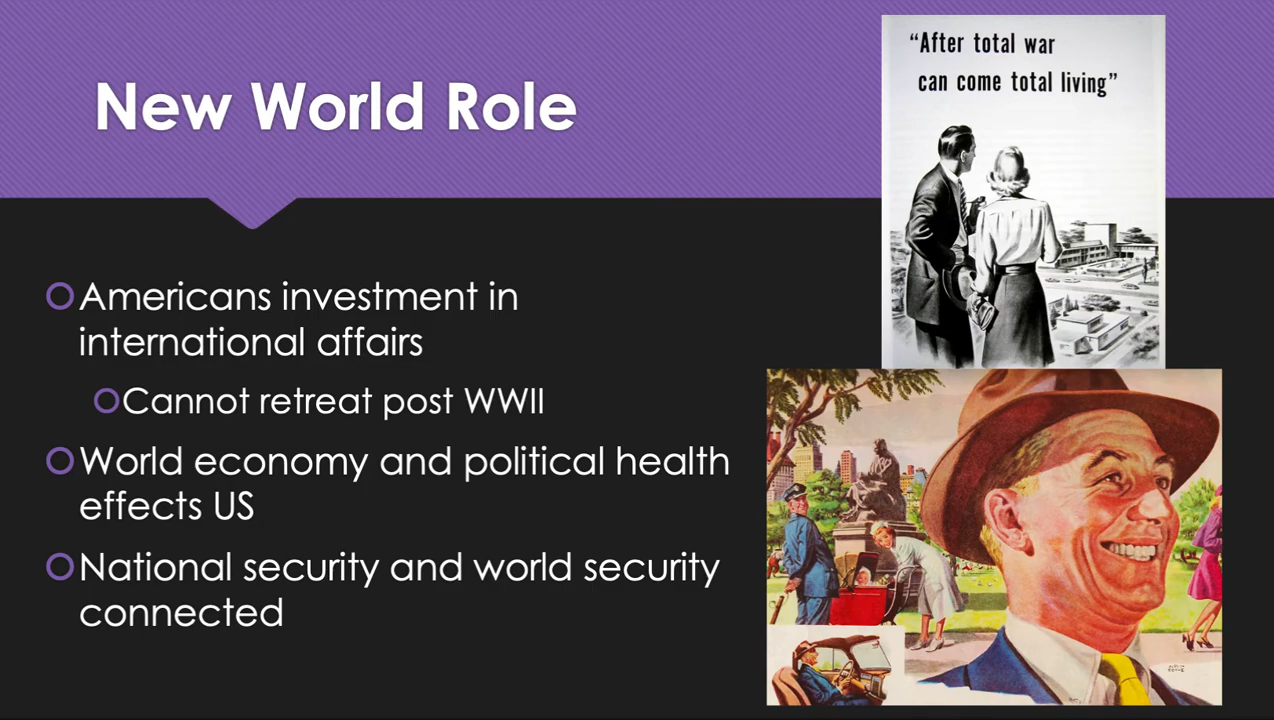 New World Role
"After total war
can come total living"
Americans investment in
international affairs
Cannot retreat post WWII
World economy and political health
effects US
National security and world security
connected